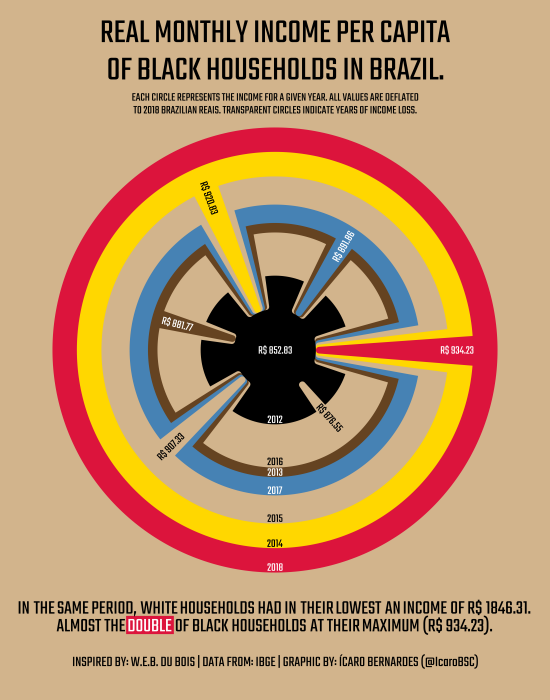 REAL MONTHLY INCOME PER CAPITA
OF BLACK HOUSEHOLDS IN BRAZIL.
EACH CIRCLE REPRESENTS THE INCOME FOR A GIVEN YEAR. ALL VALUES ARE DEFLATED
TO 2018 BRAZILIAN REAIS. TRANSPARENT CIRCLES INDICATE YEARS OF INCOME LOSS.
R$ 920.83
R$ 891.86
R$ 881.77
R$ 852.83
R$ 934.23
R$ 876.55
R$ 907.33
2012
2016
2013
2017
2015
2014
2018
IN THE SAME PERIOD, WHITE HOUSEHOLDS HAD IN THEIR LOWEST AN INCOME OF R$ 1846.31.
ALMOST THE DOUBLE OF BLACK HOUSEHOLDS AT THEIR MAXIMUM (R$ 934.23).
INSPIRED BY: W.E.B. DU BOIS | DATA FROM: IBGE | GRAPHIC BY: ÍCARO BERNARDES (@IcaroBSC)